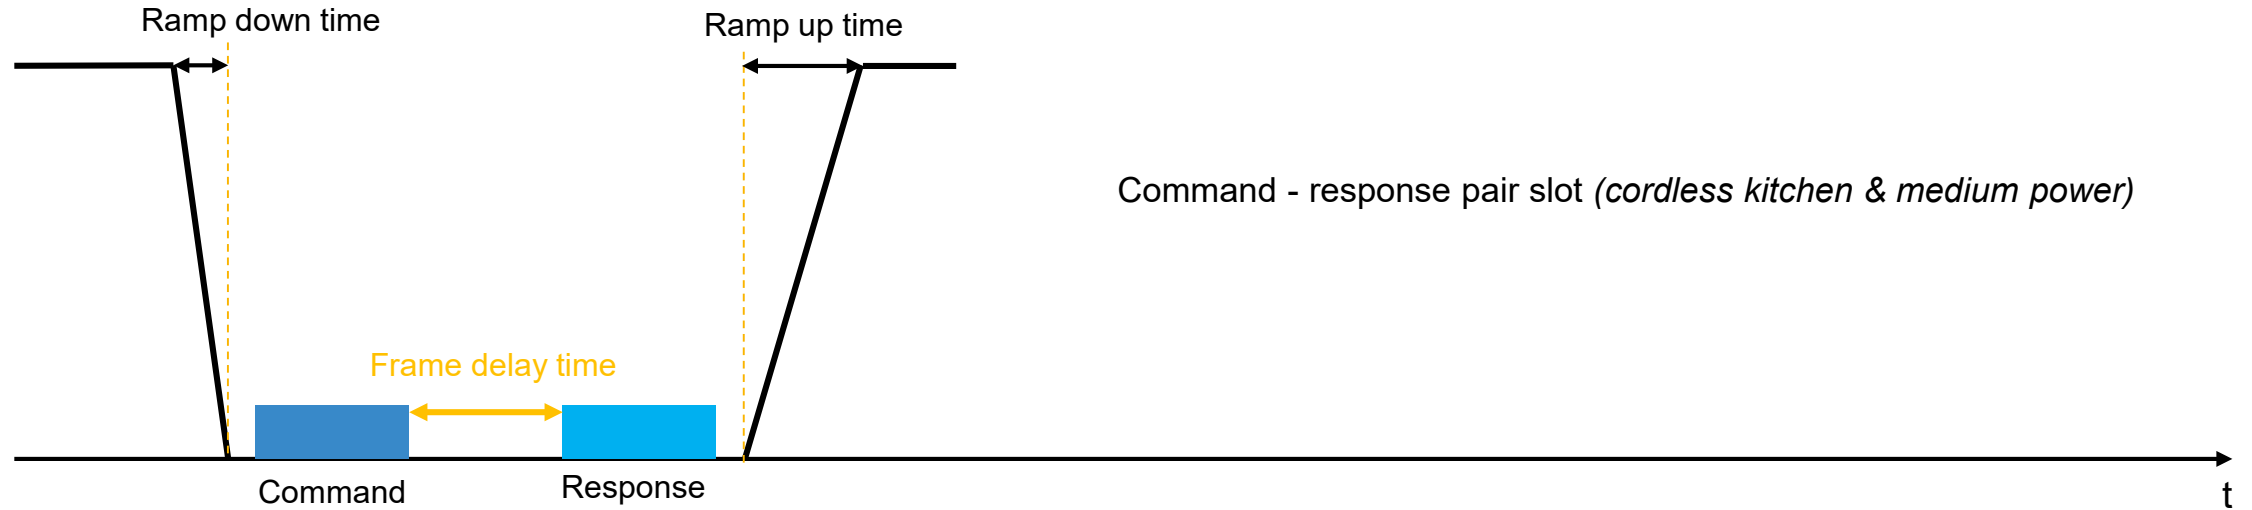 Ramp down time
Ramp up time
Command - response pair slot (cordless kitchen & medium power)
Frame delay time
Command
Response
t